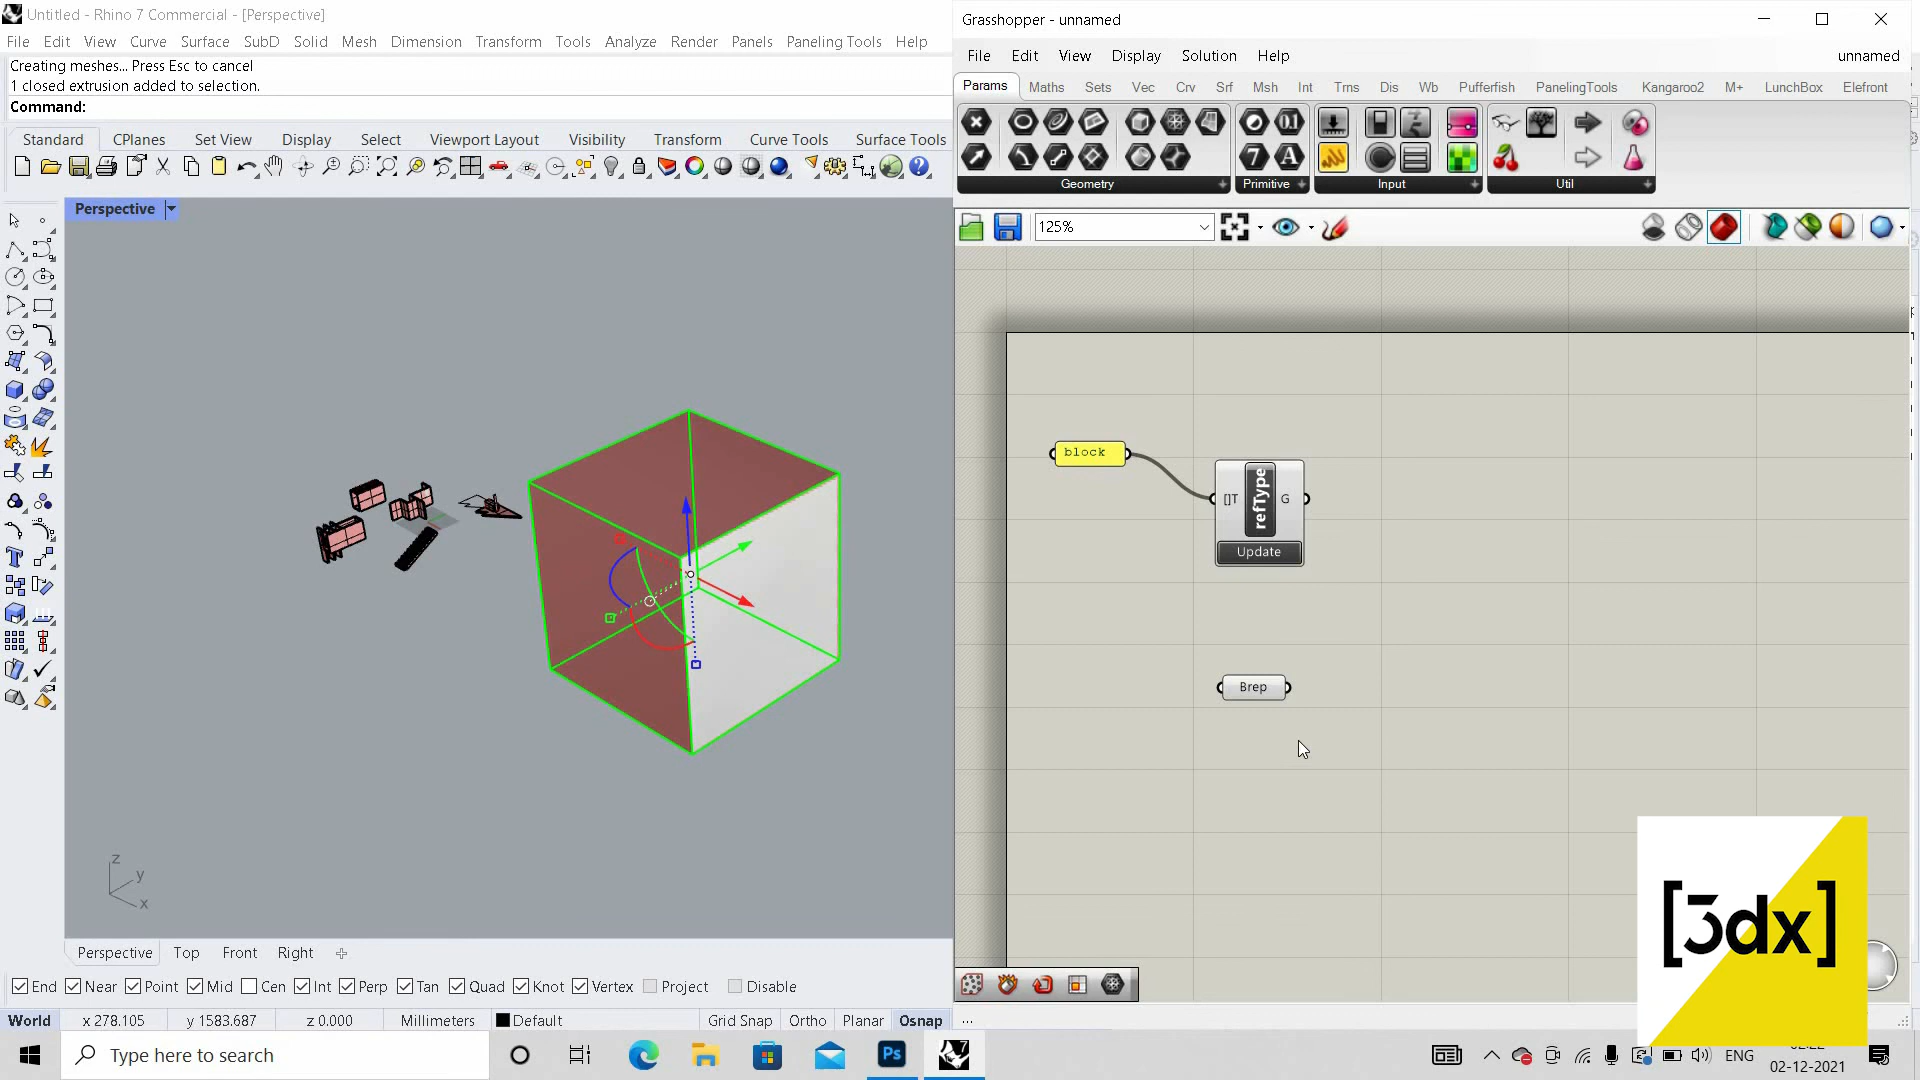 Untitled - Rhino 7 Commercial - [Perspective]
File Edit View Curve Surface SubD Solid Mesh Dimension Transform Tools Analyze Render Panels Paneling Tools Help
Creating meshes... Press Esc to cancel
1 closed extrusion added to selection.
Command:
Standard CPlanes Set View Display Select Viewport Layout Visibility Transform Curve Tools Surface Tools
Perspective
z
y
x
Perspective Top Front Right
End Near Point Mid Cen Int Perp Tan Quad Knot Vertex Project Disable
World x 278.105 y 1583.687 z 0.000 Millimeters Default Grid Snap Ortho Planar Osnap
Grasshopper - unnamed
File Edit View Display Solution Help unnamed
Params Maths Sets Vec Crv Srf Msh Int Trns Dis Wb Pufferfish PanelingTools Kangaroo2 M+ LunchBox Elefront
Geometry Primitive Input Util
125%
block
[]T refType G
Update
Brep
[3dx]
...
Type here to search
Ps
ENG
02-12-2021